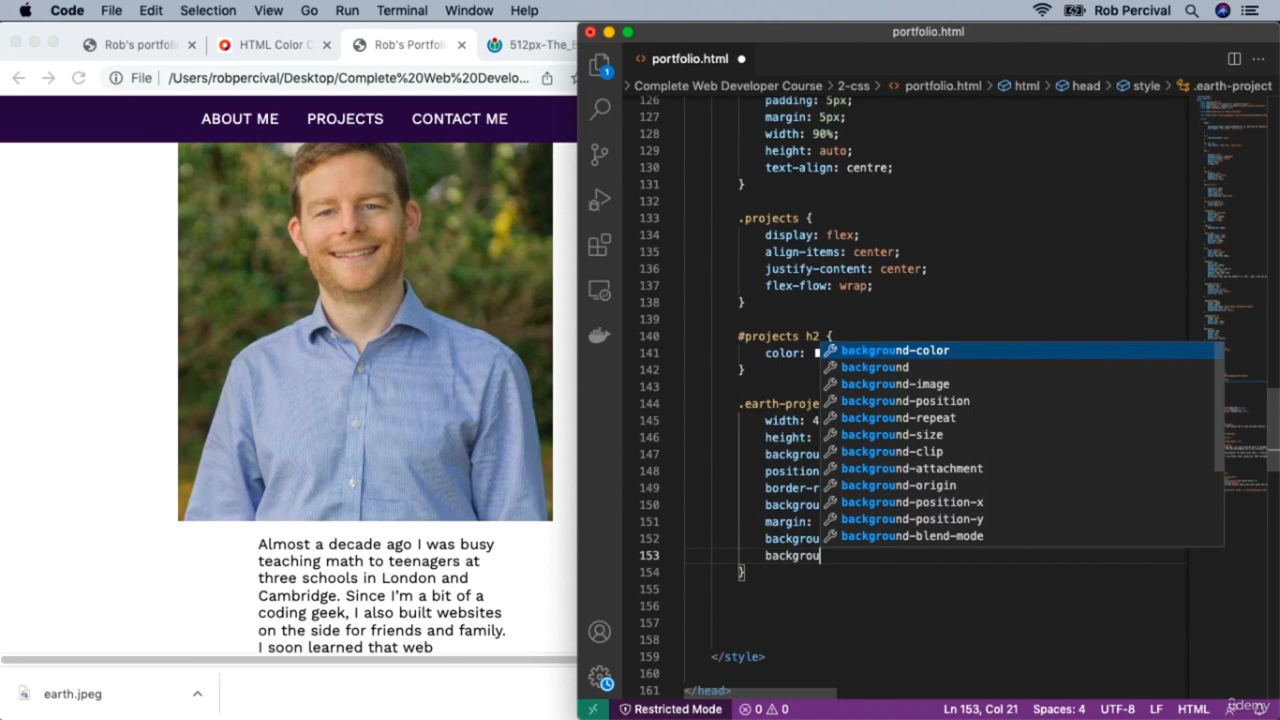 Code File Edit Selection View Go Run Terminal Window Help Rob Percival
portfolio.html
Rob's portfol
HTML Color C
Rob's Portfoli
512px-The_E
portfolio.html
File /Users/robpercival/Desktop/Complete%20Web%20Develo...
Complete Web Developer Course > 2-css > portfolio.html > html > head > style > .earth-project
1
ABOUT ME PROJECTS CONTACT ME
126 padding: 5px;
127 margin: 5px;
128 width: 90%;
129 height: auto;
130 text-align: centre;
131 }
132
133 .projects {
134 display: flex;
135 align-items: center;
136 justify-content: center;
137 flex-flow: wrap;
138 }
139
140 #projects h2 {
141 color:
142 }
143
144 .earth-proje
145 width: 4
146 height:
147 backgrou
148 position
149 border-r
150 backgrou
151 margin:
152 backgrou
153 backgrou
154 }
155
156
157
158
159 </style>
160
161 </head>
background-color
background
background-image
background-position
background-repeat
background-size
background-clip
background-attachment
background-origin
background-position-x
background-position-y
background-blend-mode
Almost a decade ago I was busy
teaching math to teenagers at
three schools in London and
Cambridge. Since I'm a bit of a
coding geek, I also built websites
on the side for friends and family.
I soon learned that web
earth.jpeg
Restricted Mode 0 0 Ln 153, Col 21 Spaces: 4 UTF-8 LF HTML
ûdemy